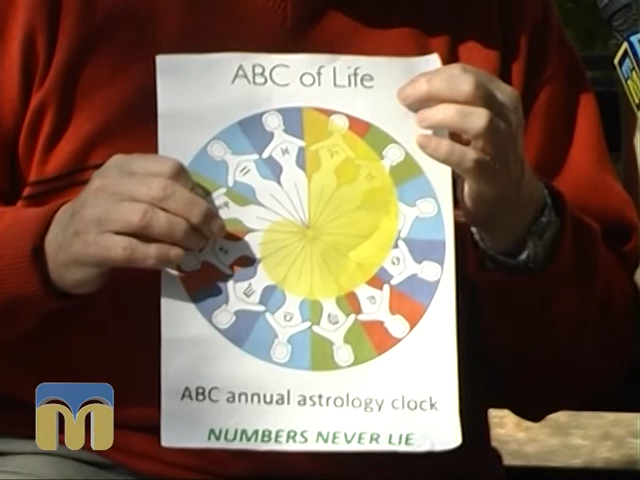 ABC of Life
ABC annual astrology clock
NUMBERS NEVER LIE
M